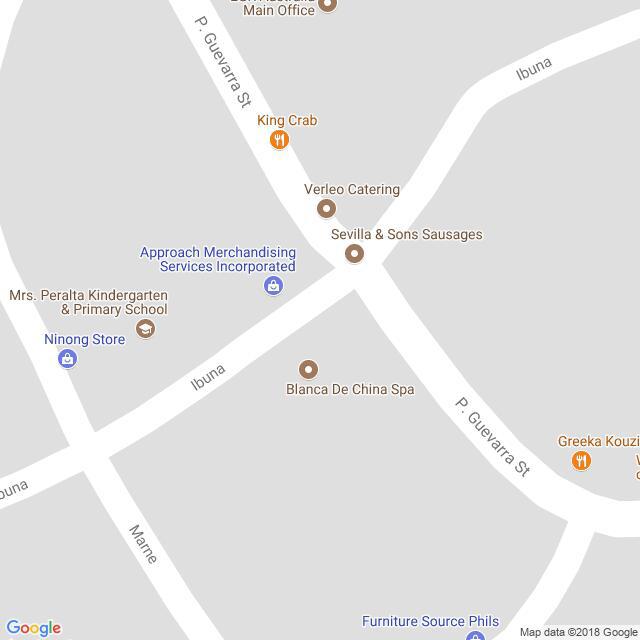 Main Office
P. Guevarra St
Ibuna
King Crab
Verleo Catering
Sevilla & Sons Sausages
Approach Merchandising
Services Incorporated
Mrs. Peralta Kindergarten
& Primary School
Ninong Store
Ibuna
Blanca De China Spa
P. Guevarra St
Greeka Kouzi
Marne
Furniture Source Phils
Google
Map data ©2018 Google